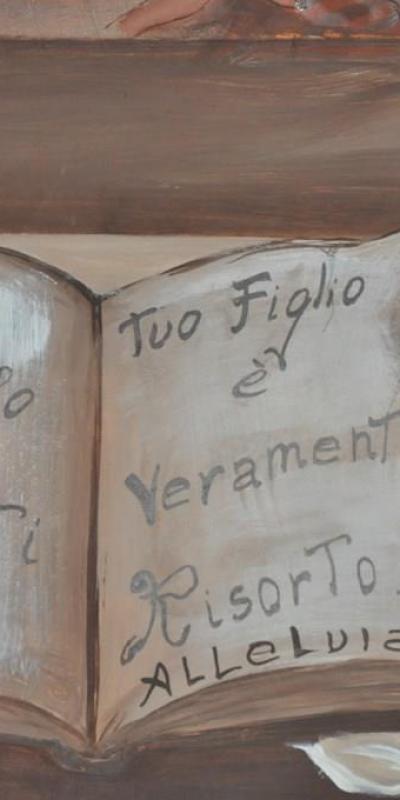 Tuo Figlio
è
Verament
Risorto.
ALLeLuia